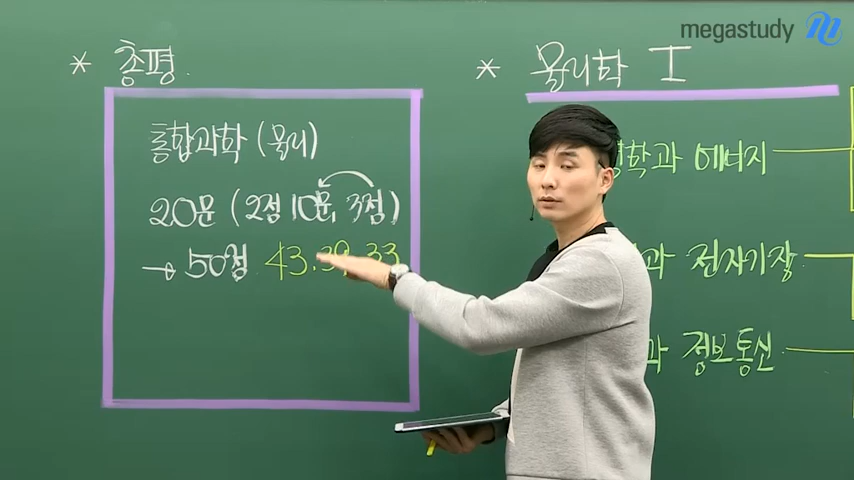 megastudy
* 총평.
통합과학 (물리)
20문 (2점 10문, 3점)
→ 50점 43. 39. 33
* 물리학 I
역학과 에너지
과 전자기장
과 정보통신